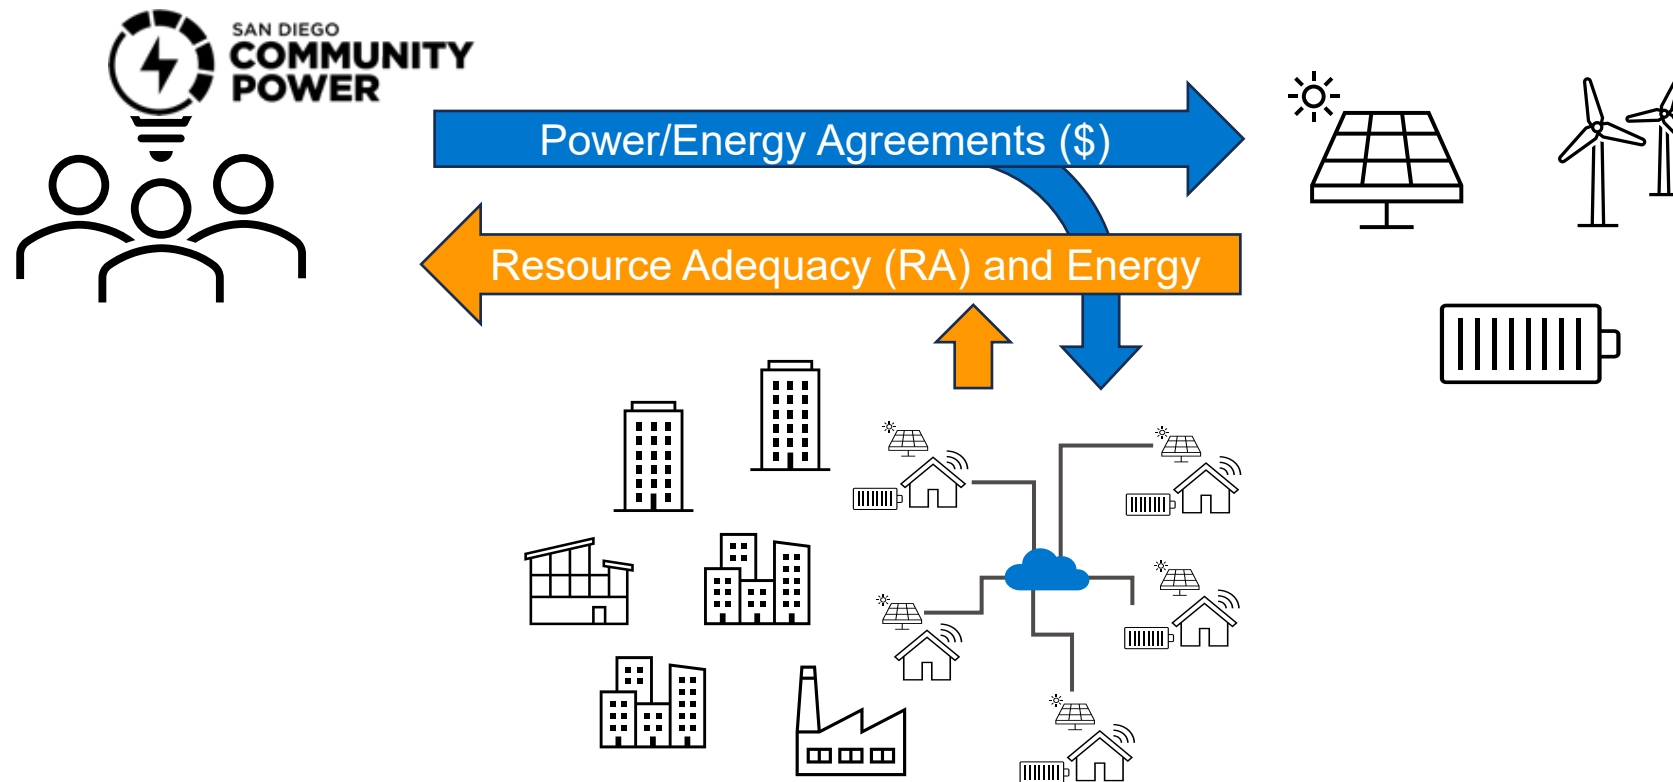 SAN DIEGO
COMMUNITY
POWER
Power/Energy Agreements ($)
Resource Adequacy (RA) and Energy